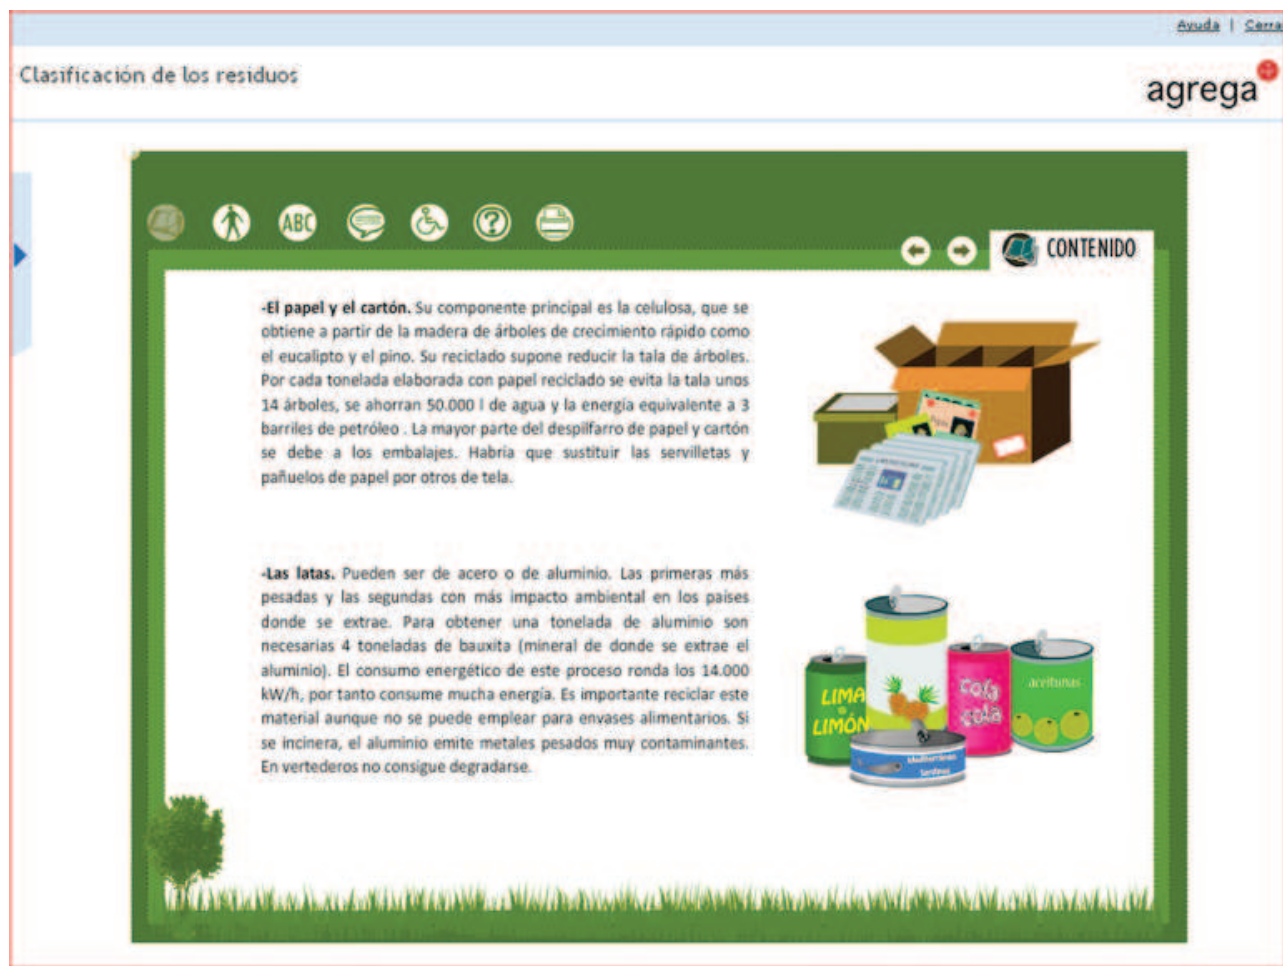 Ayuda | Cerra
Clasificación de los residuos
agrega
ABC
CONTENIDO
-El papel y el cartón. Su componente principal es la celulosa, que se
obtiene a partir de la madera de árboles de crecimiento rápido como
el eucalipto y el pino. Su reciclado supone reducir la tala de árboles.
Por cada tonelada elaborada con papel reciclado se evita la tala unos
14 árboles, se ahorran 50.000 l de agua y la energía equivalente a 3
barriles de petróleo . La mayor parte del despilfarro de papel y cartón
se debe a los embalajes. Habría que sustituir las servilletas y
pañuelos de papel por otros de tela.
-Las latas. Pueden ser de acero o de aluminio. Las primeras más
pesadas y las segundas con más impacto ambiental en los países
donde se extrae. Para obtener una tonelada de aluminio son
necesarias 4 toneladas de bauxita (mineral de donde se extrae el
aluminio). El consumo energético de este proceso ronda los 14.000
kW/h, por tanto consume mucha energía. Es importante reciclar este
material aunque no se puede emplear para envases alimentarios. Si
se incinera, el aluminio emite metales pesados muy contaminantes.
En vertederos no consigue degradarse.
LIMA
LIMÓN
cola
cola
aceitunas